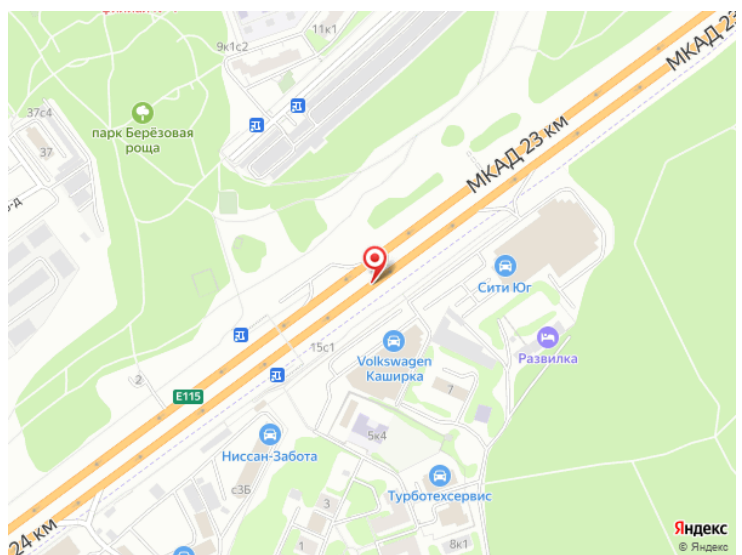 11к1
9к1с2
МКАД 23
37с4
парк Берёзовая
роща
37
МКАД 23 км
Сити Юг
15с1
Volkswagen
Каширка
Развилка
2
E115
7
5к4
Ниссан-Забота
с3Б
Турботехсервис
3
24 км
1
8к1
Яндекс
© Яндекс